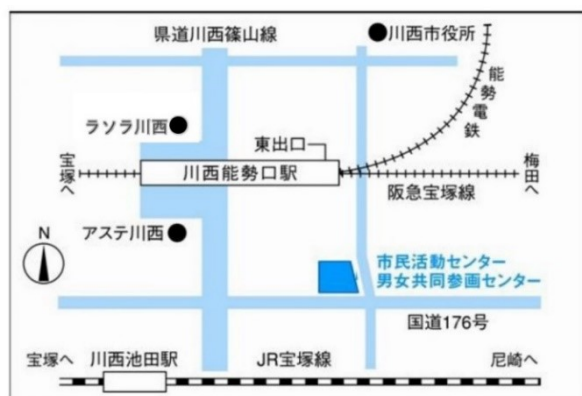 県道川西篠山線
川西市役所
能勢電鉄
ラソラ川西
東出口
宝塚へ
川西能勢口駅
梅田へ
阪急宝塚線
アステ川西
N
市民活動センター
男女共同参画センター
国道176号
宝塚へ
川西池田駅
JR宝塚線
尼崎へ